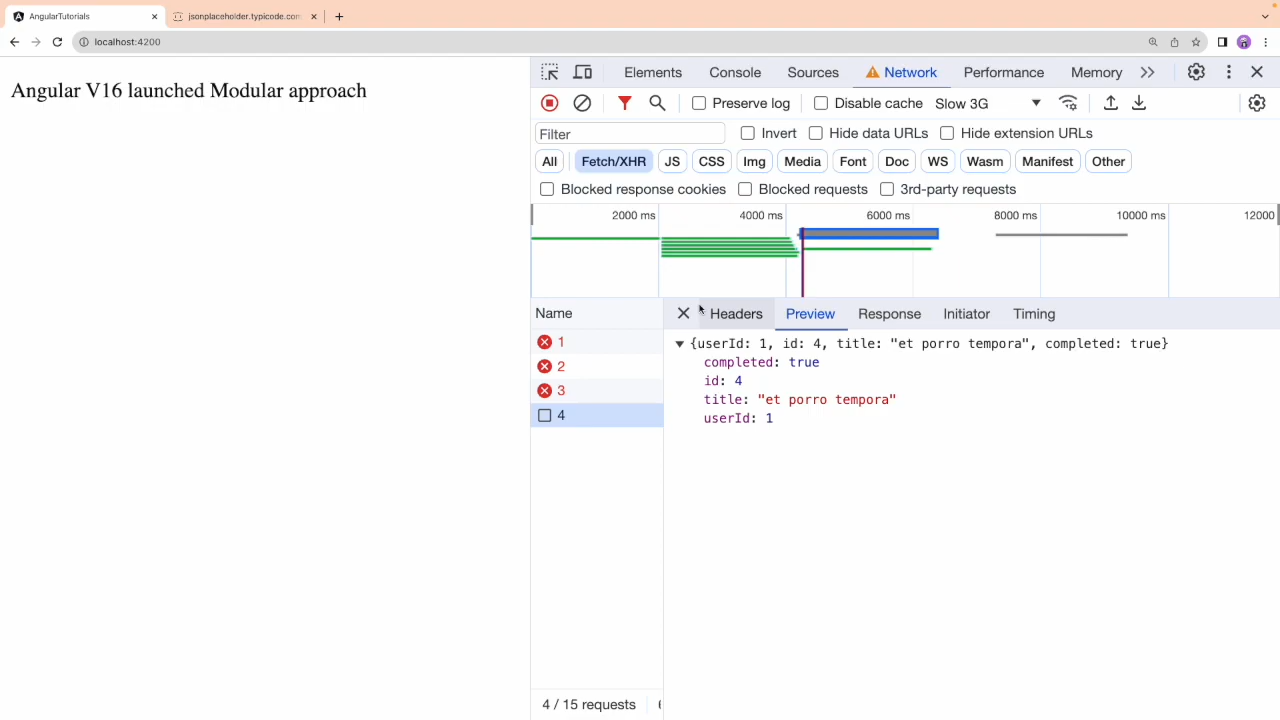 AngularTutorials
jsonplaceholder.typicode.com
localhost:4200
Angular V16 launched Modular approach
Elements Console Sources Network Performance Memory
Preserve log Disable cache Slow 3G
Filter Invert Hide data URLs Hide extension URLs
All Fetch/XHR JS CSS Img Media Font Doc WS Wasm Manifest Other
Blocked response cookies Blocked requests 3rd-party requests
2000 ms 4000 ms 6000 ms 8000 ms 10000 ms 12000
Name Headers Preview Response Initiator Timing
1
2
3
4
{userId: 1, id: 4, title: "et porro tempora", completed: true}
completed: true
id: 4
title: "et porro tempora"
userId: 1
4 / 15 requests